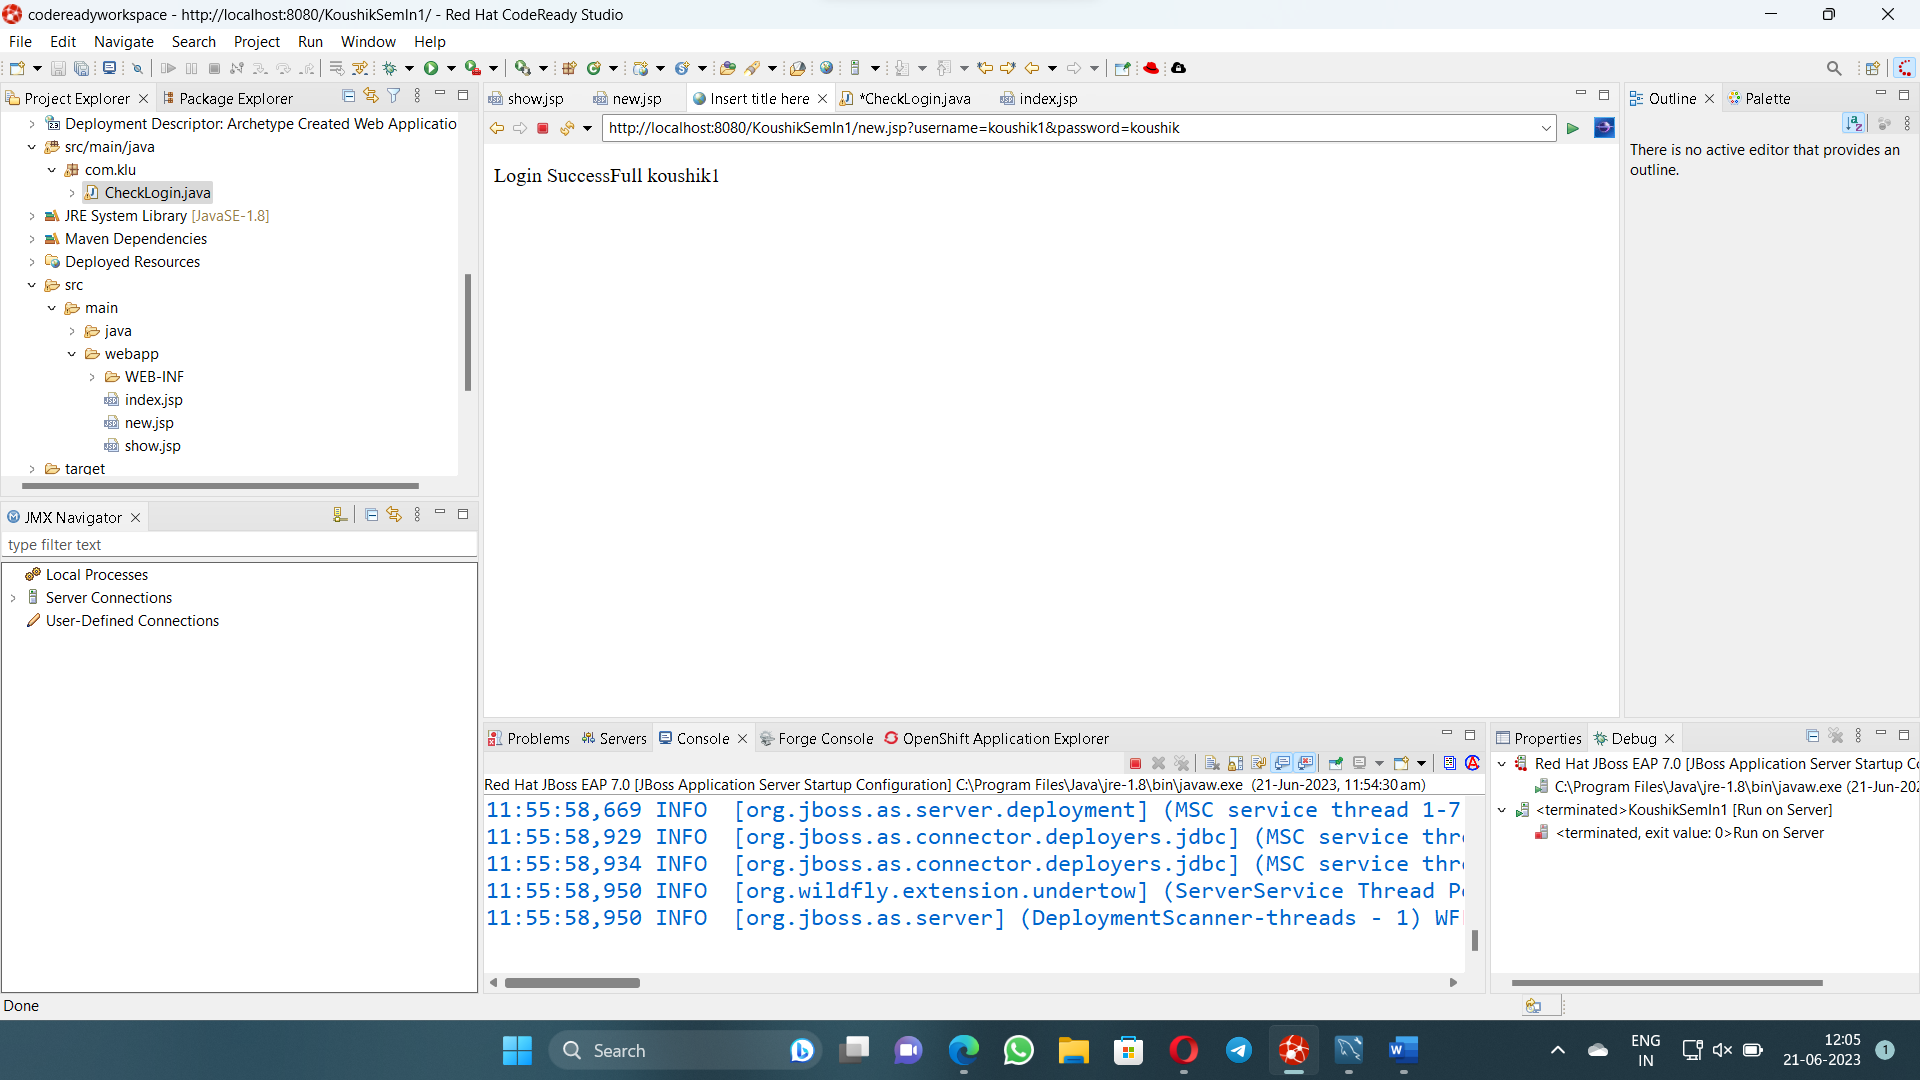 codereadyworkspace - http://localhost:8080/KoushikSemIn1/ - Red Hat CodeReady Studio
File Edit Navigate Search Project Run Window Help
Project Explorer
Package Explorer
Deployment Descriptor: Archetype Created Web Applicatio
src/main/java
com.klu
CheckLogin.java
JRE System Library [JavaSE-1.8]
Maven Dependencies
Deployed Resources
src
main
java
webapp
WEB-INF
index.jsp
new.jsp
show.jsp
target
JMX Navigator
type filter text
Local Processes
Server Connections
User-Defined Connections
show.jsp
new.jsp
Insert title here
*CheckLogin.java
index.jsp
http://localhost:8080/KoushikSemIn1/new.jsp?username=koushik1&password=koushik
Login SuccessFull koushik1
Outline
Palette
There is no active editor that provides an
outline.
Problems
Servers
Console
Forge Console
OpenShift Application Explorer
Red Hat JBoss EAP 7.0 [JBoss Application Server Startup Configuration] C:\Program Files\Java\jre-1.8\bin\javaw.exe (21-Jun-2023, 11:54:30 am)
11:55:58,669 INFO [org.jboss.as.server.deployment] (MSC service thread 1-7
11:55:58,929 INFO [org.jboss.as.connector.deployers.jdbc] (MSC service thr
11:55:58,934 INFO [org.jboss.as.connector.deployers.jdbc] (MSC service thr
11:55:58,950 INFO [org.wildfly.extension.undertow] (ServerService Thread P
11:55:58,950 INFO [org.jboss.as.server] (DeploymentScanner-threads - 1) WF
Properties
Debug
Red Hat JBoss EAP 7.0 [JBoss Application Server Startup Co
C:\Program Files\Java\jre-1.8\bin\javaw.exe (21-Jun-202
<terminated>KoushikSemIn1 [Run on Server]
<terminated, exit value: 0>Run on Server
Done
Search
ENG
IN
12:05
21-06-2023
1